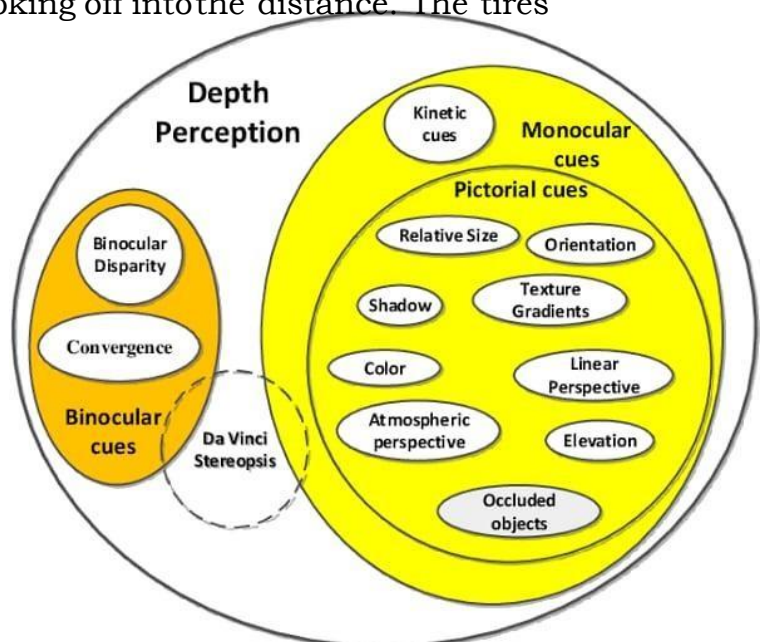 oking off into the distance. The tires
Depth
Perception
Kinetic
cues
Monocular
cues
Pictorial cues
Relative Size
Orientation
Binocular
Disparity
Shadow
Texture
Gradients
Convergence
Color
Linear
Perspective
Binocular
cues
Da Vinci
Stereopsis
Atmospheric
perspective
Elevation
Occluded
objects